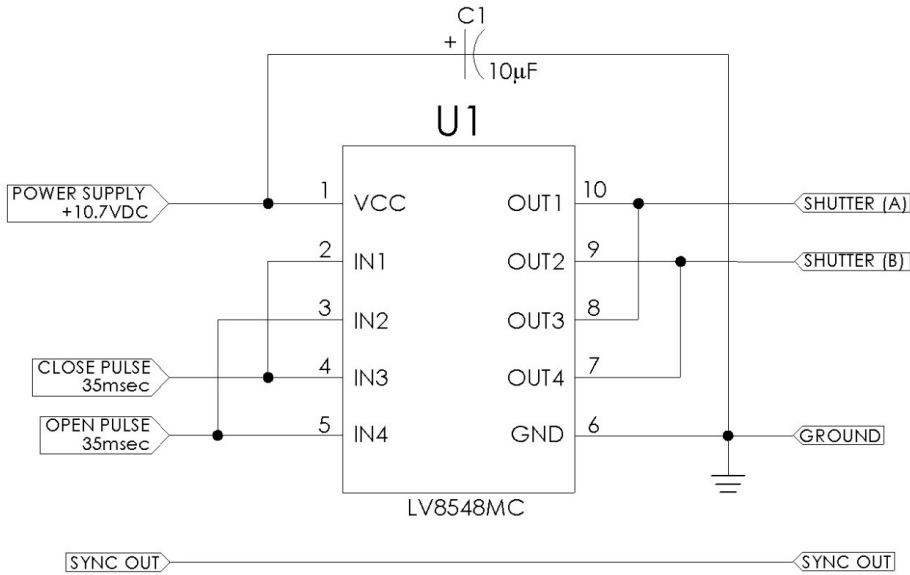 C1
+
10µF
U1
POWER SUPPLY
+10.7VDC
1
VCC
OUT1
10
SHUTTER (A)
2
IN1
OUT2
9
SHUTTER (B)
3
IN2
OUT3
8
CLOSE PULSE
35msec
4
IN3
OUT4
7
OPEN PULSE
35msec
5
IN4
GND
6
GROUND
LV8548MC
SYNC OUT
SYNC OUT